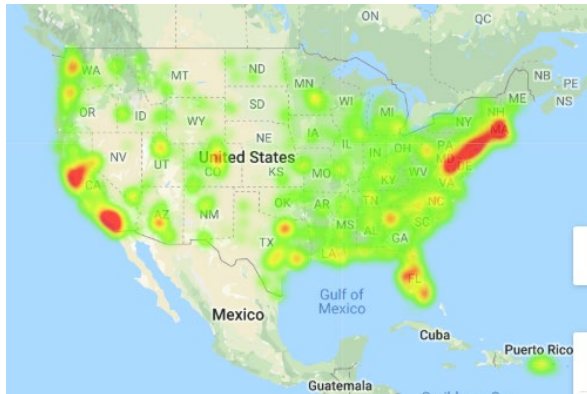 ON
QC
NB
PE
NS
ME
WA
MT
ND
MN
OR
ID
WY
SD
WI
MI
NY
NH
MA
NV
UT
CO
United States
NE
IA
IL
IN
OH
PA
MD
DE
CA
KS
MO
KY
WV
VA
AZ
NM
OK
AR
TN
NC
SC
TX
LA
MS
AL
GA
FL
Gulf of
Mexico
Mexico
Cuba
Puerto Rico
Guatemala